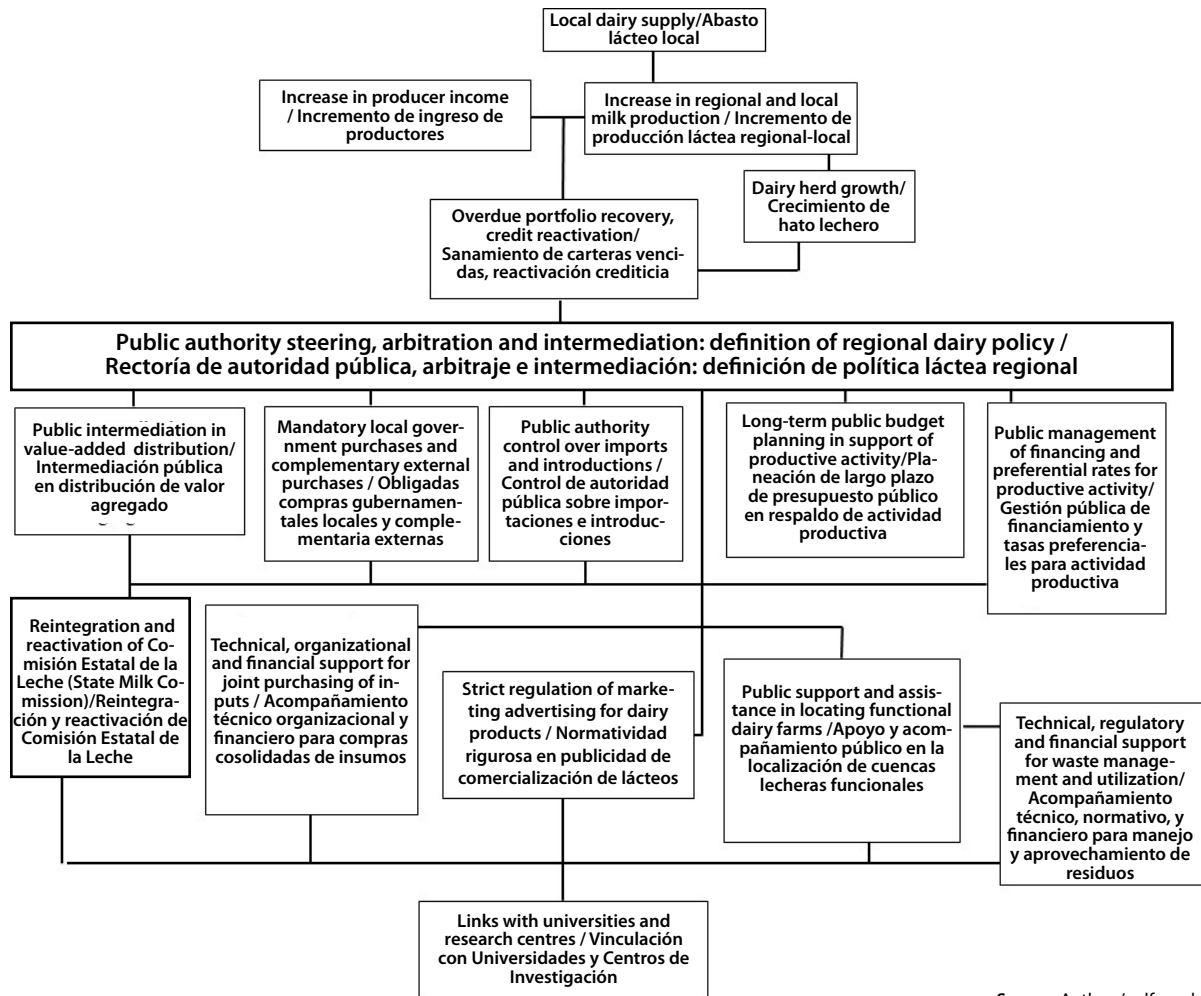 Local dairy supply/Abasto
lácteo local
Increase in producer income
/ Incremento de ingreso de
productores
Increase in regional and local
milk production / Incremento de
producción láctea regional-local
Dairy herd growth/
Crecimiento de
hato lechero
Overdue portfolio recovery,
credit reactivation/
Sanamiento de carteras venci-
das, reactivación crediticia
Public authority steering, arbitration and intermediation: definition of regional dairy policy /
Rectoría de autoridad pública, arbitraje e intermediación: definición de política láctea regional
Public intermediation in
value-added distribution/
Intermediación pública
en distribución de valor
agregado
Mandatory local gover-
nment purchases and
complementary external
purchases / Obligadas
compras gubernamen-
tales locales y comple-
mentaria externas
Public authority
control over imports
and introductions /
Control de autoridad
pública sobre impor-
taciones e introduc-
ciones
Long-term public budget
planning in support of
productive activity/Pla-
neación de largo plazo
de presupuesto público
en respaldo de actividad
productiva
Public management
of financing and
preferential rates for
productive activity/
Gestión pública de
financiamiento y
tasas preferencia-
les para actividad
productiva
Reintegration and
reactivation of Co-
misión Estatal de la
Leche (State Milk Co-
mission)/Reintegra-
ción y reactivación de
Comisión Estatal de
la Leche
Technical, organizational
and financial support for
joint purchasing of in-
puts / Acompañamiento
técnico organizacional y
financiero para compras
cosolidadas de insumos
Strict regulation of marke-
ting advertising for dairy
products / Normatividad
rigurosa en publicidad de
comercialización de lácteos
Public support and assis-
tance in locating functional
dairy farms /Apoyo y acom-
pañamiento público en la
localización de cuencas
lecheras funcionales
Technical, regulatory
and financial support
for waste manage-
ment and utilization/
Acompañamiento
técnico, normativo, y
financiero para manejo
y aprovechamiento de
residuos
Links with universities and
research centres / Vinculación
con Universidades y Centros de
Investigación